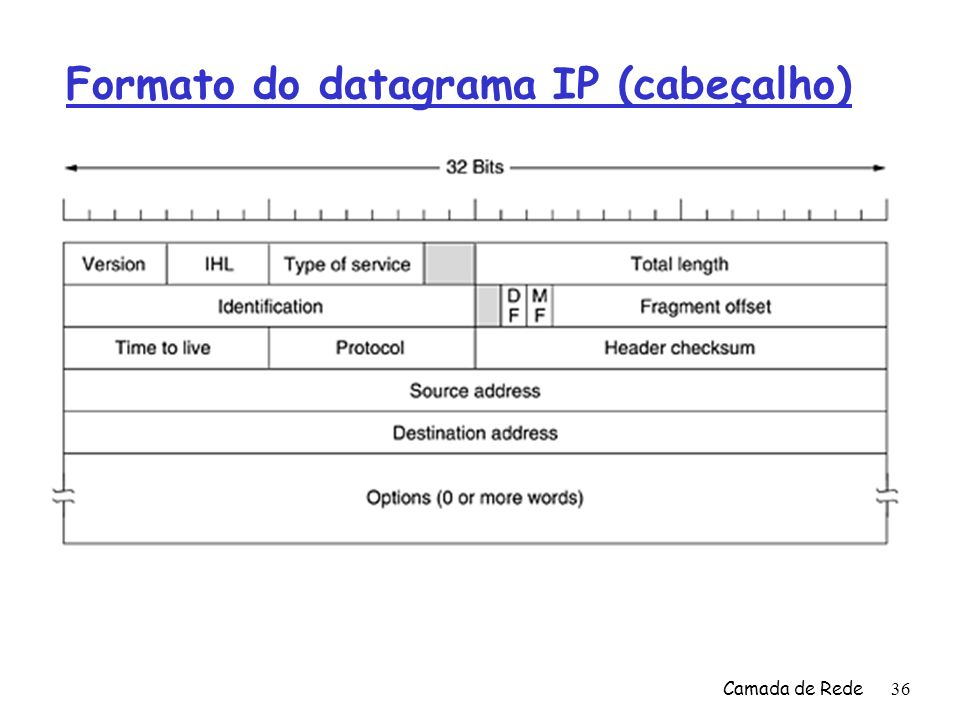 Formato do datagrama IP (cabeçalho)
32 Bits
Version IHL Type of service Total length
Identification D F M F Fragment offset
Time to live Protocol Header checksum
Source address
Destination address
Options (0 or more words)
Camada de Rede 36